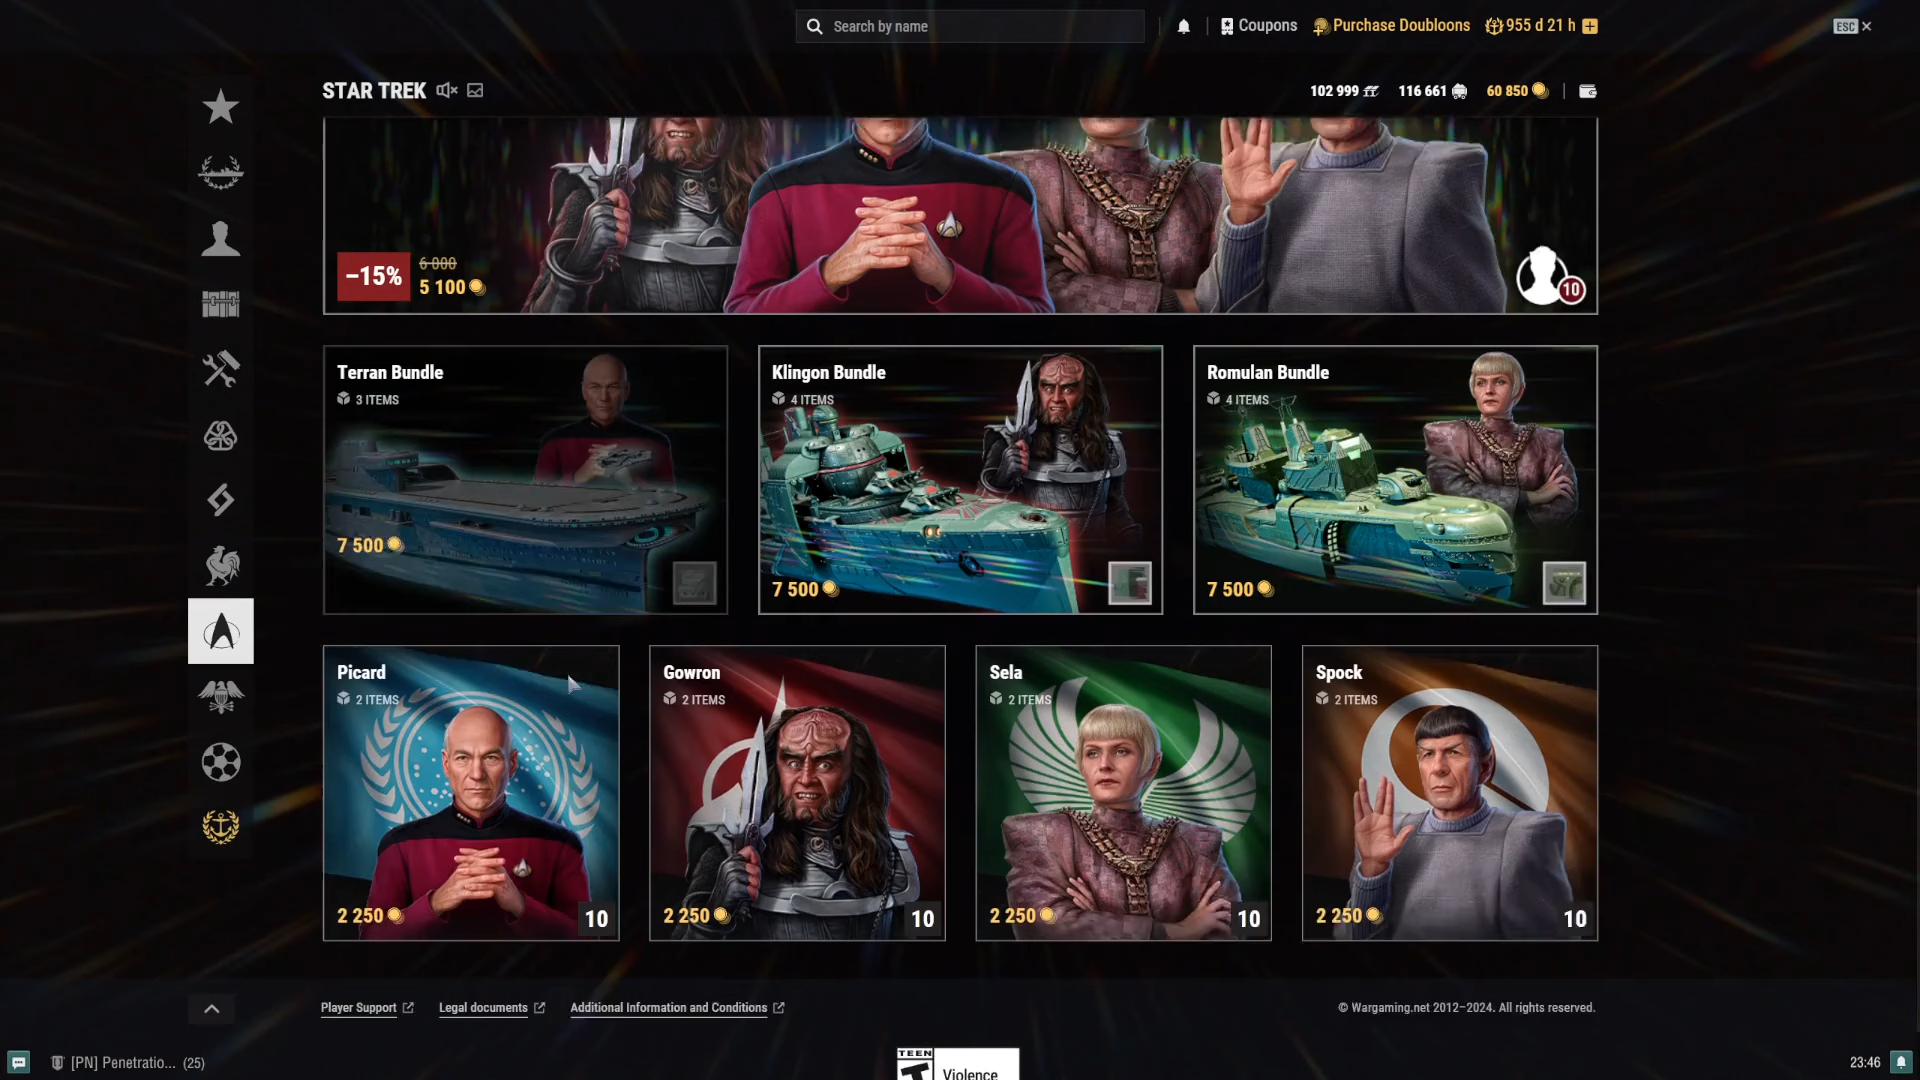 Search by name
Coupons
Purchase Doubloons
955 d 21 h
ESC
STAR TREK
102 999
116 661
60 850
-15%
6 000
5 100
10
Terran Bundle
3 ITEMS
7 500
Klingon Bundle
4 ITEMS
7 500
Romulan Bundle
4 ITEMS
7 500
Picard
2 ITEMS
2 250
10
Gowron
2 ITEMS
2 250
10
Sela
2 ITEMS
2 250
10
Spock
2 ITEMS
2 250
10
Player Support
Legal documents
Additional Information and Conditions
© Wargaming.net 2012–2024. All rights reserved.
[PN] Penetratio... (25)
TEEN
T
Violence
23:46